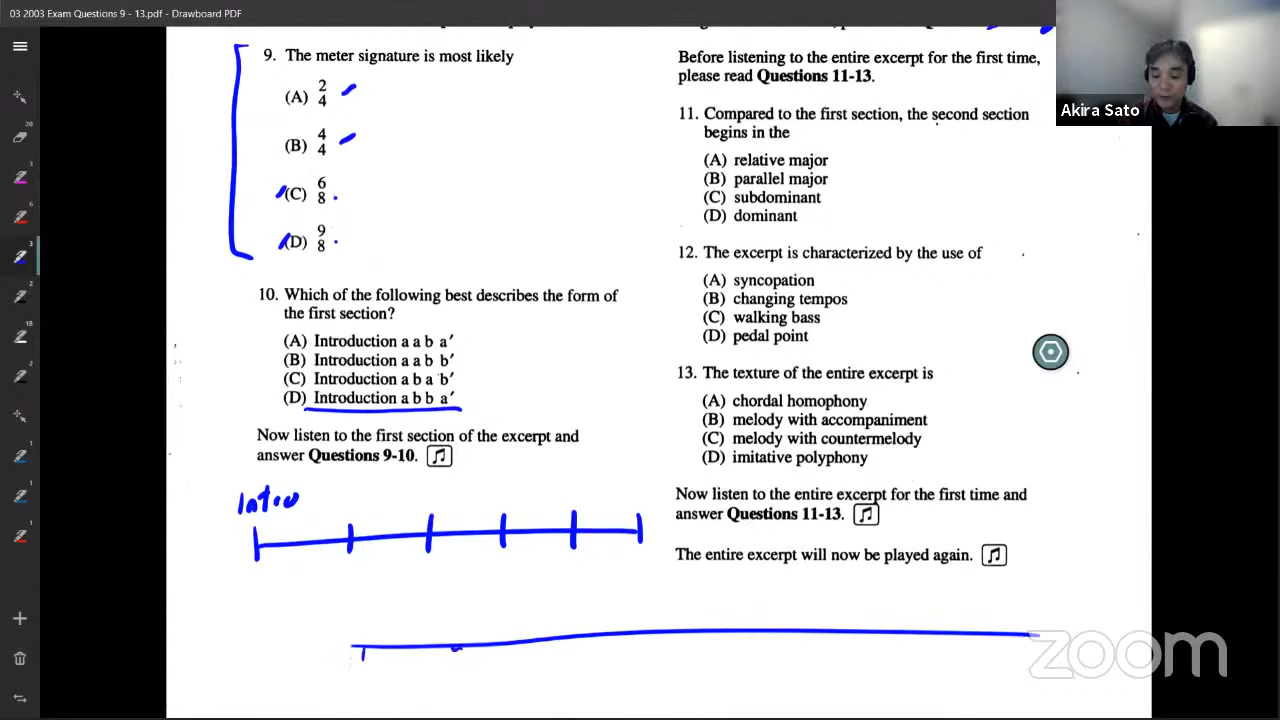 03 2003 Exam Questions 9 - 13.pdf - Drawboard PDF
9. The meter signature is most likely
(A) 2/4
(B) 4/4
(C) 6/8
(D) 9/8
10. Which of the following best describes the form of
the first section?
(A) Introduction a a b a′
(B) Introduction a a b b′
(C) Introduction a b a b′
(D) Introduction a b b a′
Now listen to the first section of the excerpt and
answer Questions 9-10.
Intro
Before listening to the entire excerpt for the first time,
please read Questions 11-13.
11. Compared to the first section, the second section
begins in the
(A) relative major
(B) parallel major
(C) subdominant
(D) dominant
12. The excerpt is characterized by the use of
(A) syncopation
(B) changing tempos
(C) walking bass
(D) pedal point
13. The texture of the entire excerpt is
(A) chordal homophony
(B) melody with accompaniment
(C) melody with countermelody
(D) imitative polyphony
Now listen to the entire excerpt for the first time and
answer Questions 11-13.
The entire excerpt will now be played again.
Akira Sato
zoom